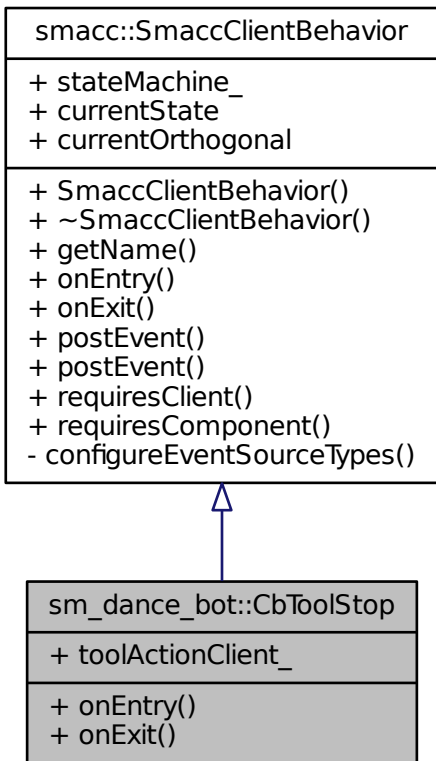 smacc::SmaccClientBehavior
+ stateMachine_
+ currentState
+ currentOrthogonal
+ SmaccClientBehavior()
+ ~SmaccClientBehavior()
+ getName()
+ onEntry()
+ onExit()
+ postEvent()
+ postEvent()
+ requiresClient()
+ requiresComponent()
- configureEventSourceTypes()
sm_dance_bot::CbToolStop
+ toolActionClient_
+ onEntry()
+ onExit()